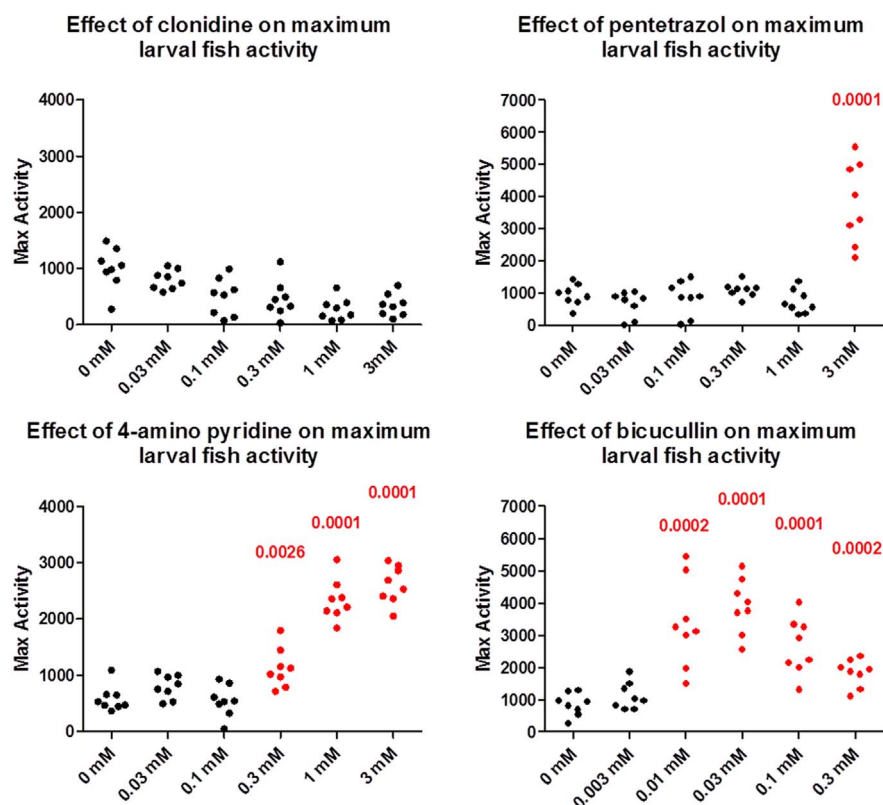 Effect of clonidine on maximum
larval fish activity
4000
3000
2000
1000
0
Max Activity
0 mM
0.03 mM
0.1 mM
0.3 mM
1 mM
3mM
Effect of pentetrazol on maximum
larval fish activity
0.0001
7000
6000
5000
4000
3000
2000
1000
0
Max Activity
0 mM
0.03 mM
0.1 mM
0.3 mM
1 mM
3 mM
Effect of 4-amino pyridine on maximum
larval fish activity
0.0001
0.0001
0.0026
4000
3000
2000
1000
0
Max Activity
0 mM
0.03 mM
0.1 mM
0.3 mM
1 mM
3 mM
Effect of bicucullin on maximum
larval fish activity
0.0002
0.0001
0.0001
0.0002
7000
6000
5000
4000
3000
2000
1000
0
Max Activity
0 mM
0.003 mM
0.01 mM
0.03 mM
0.1 mM
0.3 mM